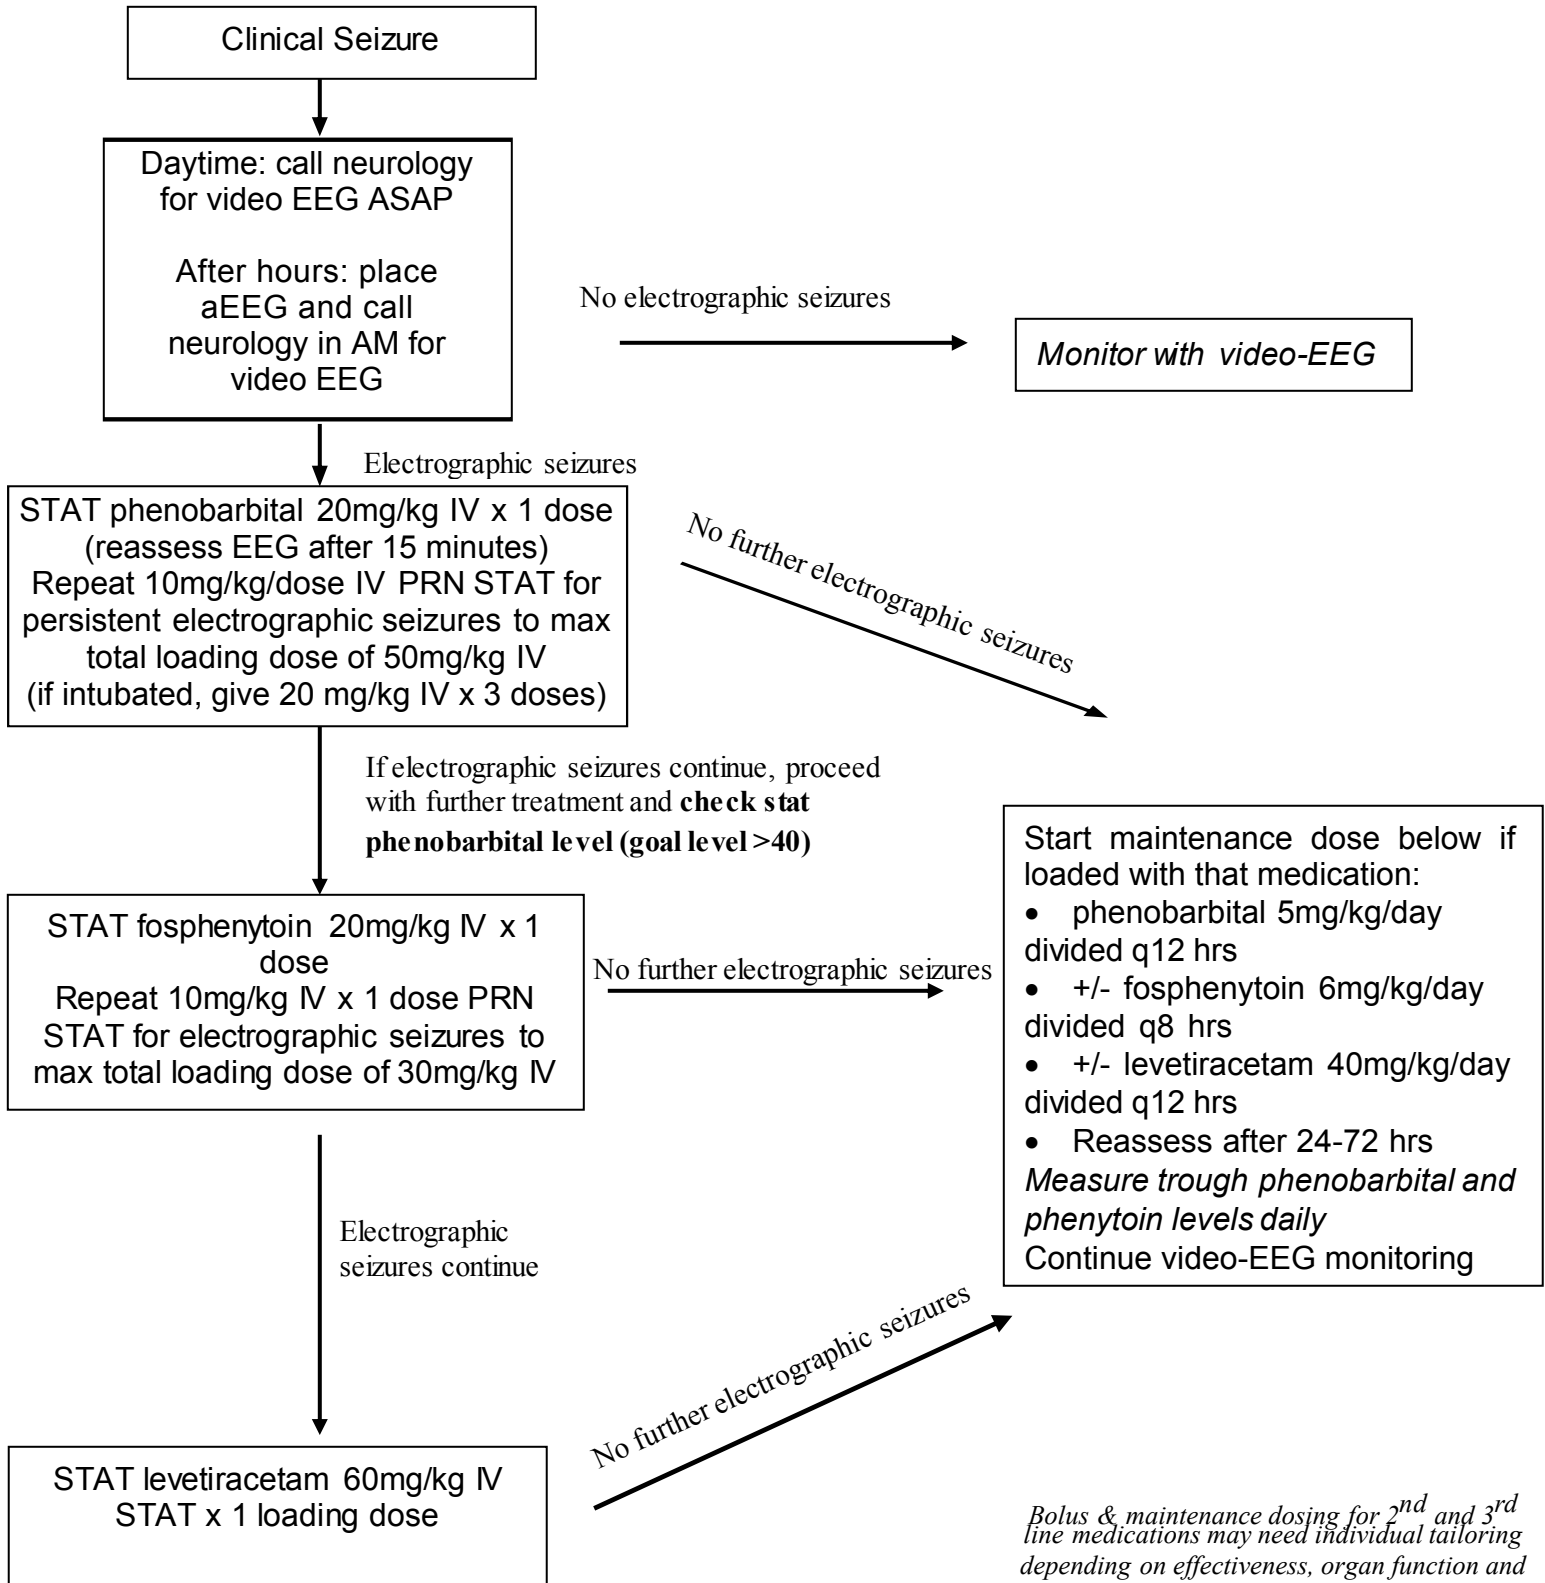 Clinical Seizure
Daytime: call neurology
for video EEG ASAP
After hours: place
aEEG and call
neurology in AM for
video EEG
No electrographic seizures
Monitor with video-EEG
Electrographic seizures
STAT phenobarbital 20mg/kg IV x 1 dose
(reassess EEG after 15 minutes)
Repeat 10mg/kg/dose IV PRN STAT for
persistent electrographic seizures to max
total loading dose of 50mg/kg IV
(if intubated, give 20 mg/kg IV x 3 doses)
No further electrographic seizures
If electrographic seizures continue, proceed
with further treatment and check stat
phenobarbital level (goal level >40)
STAT fosphenytoin 20mg/kg IV x 1
dose
Repeat 10mg/kg IV x 1 dose PRN
STAT for electrographic seizures to
max total loading dose of 30mg/kg IV
No further electrographic seizures
Start maintenance dose below if
loaded with that medication:
• phenobarbital 5mg/kg/day
divided q12 hrs
• +/- fosphenytoin 6mg/kg/day
divided q8 hrs
• +/- levetiracetam 40mg/kg/day
divided q12 hrs
• Reassess after 24-72 hrs
Measure trough phenobarbital and
phenytoin levels daily
Continue video-EEG monitoring
Electrographic
seizures continue
No further electrographic seizures
STAT levetiracetam 60mg/kg IV
STAT x 1 loading dose
Bolus & maintenance dosing for 2nd and 3rd
line medications may need individual tailoring
depending on effectiveness, organ function and